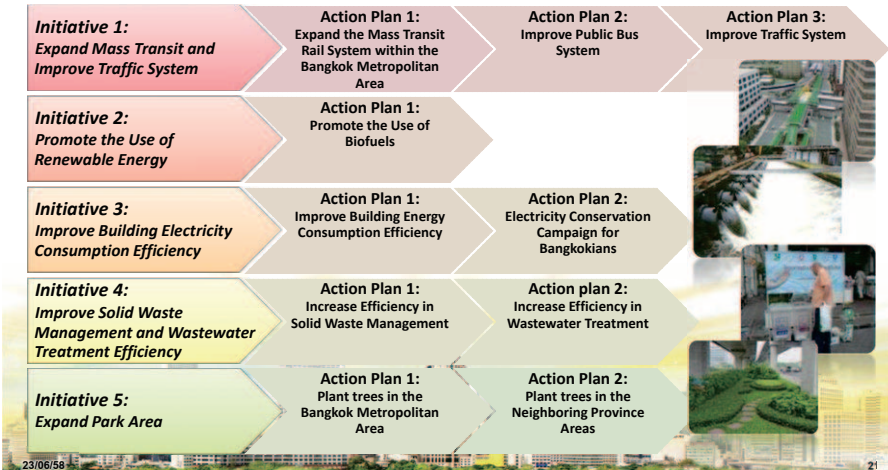 Initiative 1:
Expand Mass Transit and
Improve Traffic System
Action Plan 1:
Expand the Mass Transit
Rail System within the
Bangkok Metropolitan
Area
Action Plan 2:
Improve Public Bus
System
Action Plan 3:
Improve Traffic System
Initiative 2:
Promote the Use of
Renewable Energy
Action Plan 1:
Promote the Use of
Biofuels
Initiative 3:
Improve Building Electricity
Consumption Efficiency
Action Plan 1:
Improve Building Energy
Consumption Efficiency
Action Plan 2:
Electricity Conservation
Campaign for
Bangkokians
Initiative 4:
Improve Solid Waste
Management and Wastewater
Treatment Efficiency
Action Plan 1:
Increase Efficiency in
Solid Waste Management
Action plan 2:
Increase Efficiency in
Wastewater Treatment
Initiative 5:
Expand Park Area
Action Plan 1:
Plant trees in the
Bangkok Metropolitan
Area
Action Plan 2:
Plant trees in the
Neighboring Province
Areas
23/06/58